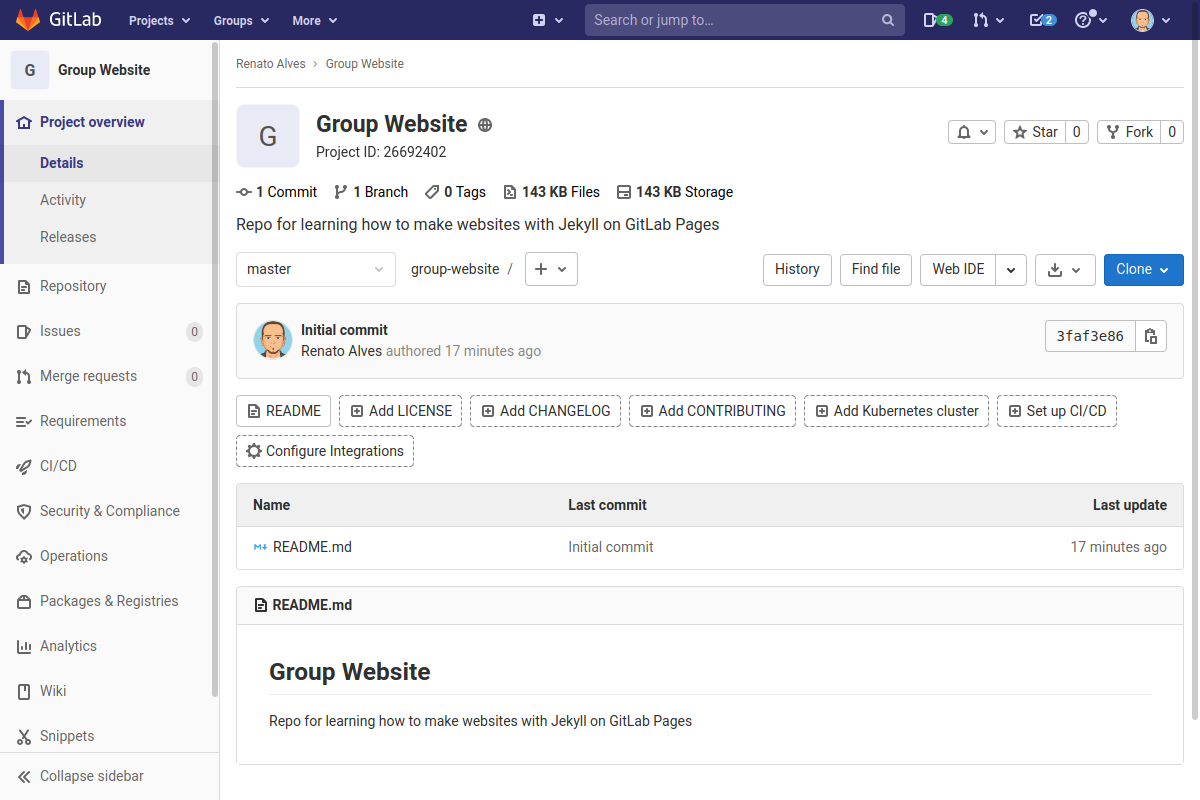 GitLab Projects Groups More Search or jump to... 4 2
G Group Website
Project overview
Details
Activity
Releases
Repository
Issues 0
Merge requests 0
Requirements
CI/CD
Security & Compliance
Operations
Packages & Registries
Analytics
Wiki
Snippets
Collapse sidebar
Renato Alves › Group Website
G
Group Website
Project ID: 26692402
Star 0 Fork 0
1 Commit 1 Branch 0 Tags 143 KB Files 143 KB Storage
Repo for learning how to make websites with Jekyll on GitLab Pages
master group-website / + History Find file Web IDE Clone
Initial commit
Renato Alves authored 17 minutes ago
3faf3e86
README Add LICENSE Add CHANGELOG Add CONTRIBUTING Add Kubernetes cluster Set up CI/CD
Configure Integrations
Name Last commit Last update
README.md Initial commit 17 minutes ago
README.md
Group Website
Repo for learning how to make websites with Jekyll on GitLab Pages